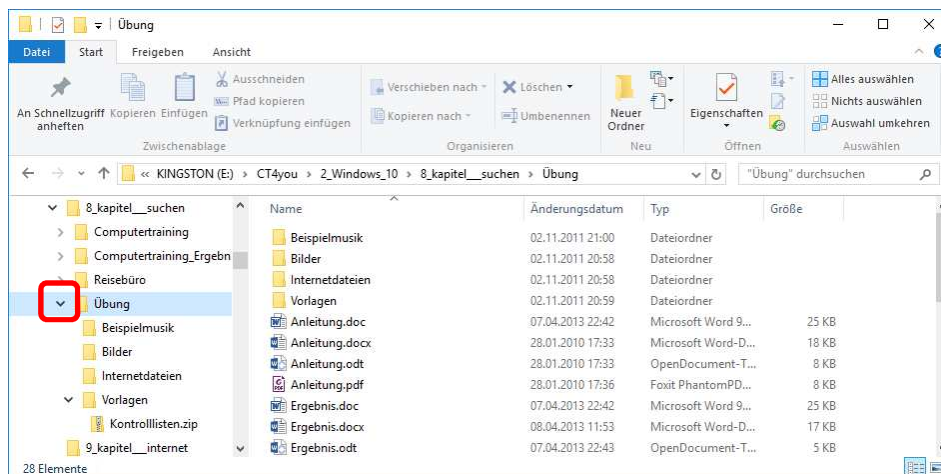 Übung
Datei Start Freigeben Ansicht
An Schnellzugriff anheften
Kopieren Einfügen
Ausschneiden
Pfad kopieren
Verknüpfung einfügen
Verschieben nach
Kopieren nach
Löschen
Umbenennen
Neuer Ordner
Eigenschaften
Alles auswählen
Nichts auswählen
Auswahl umkehren
Zwischenablage Organisieren Neu Öffnen Auswählen
« KINGSTON (E:) › CT4you › 2_Windows_10 › 8_kapitel__suchen › Übung
"Übung" durchsuchen
8_kapitel__suchen
Computertraining
Computertraining_Ergebn
Reisebüro
Übung
Beispielmusik
Bilder
Internetdateien
Vorlagen
Kontrolllisten.zip
9_kapitel__internet
Name Änderungsdatum Typ Größe
Beispielmusik 02.11.2011 21:00 Dateiordner
Bilder 02.11.2011 20:58 Dateiordner
Internetdateien 02.11.2011 20:58 Dateiordner
Vorlagen 02.11.2011 20:59 Dateiordner
Anleitung.doc 07.04.2013 22:42 Microsoft Word 9... 25 KB
Anleitung.docx 28.01.2010 17:33 Microsoft Word-D... 18 KB
Anleitung.odt 28.01.2010 17:33 OpenDocument-T... 8 KB
Anleitung.pdf 28.01.2010 17:36 Foxit PhantomPD... 8 KB
Ergebnis.doc 07.04.2013 22:42 Microsoft Word 9... 25 KB
Ergebnis.docx 08.04.2013 11:53 Microsoft Word-D... 17 KB
Ergebnis.odt 07.04.2013 22:43 OpenDocument-T... 5 KB
28 Elemente